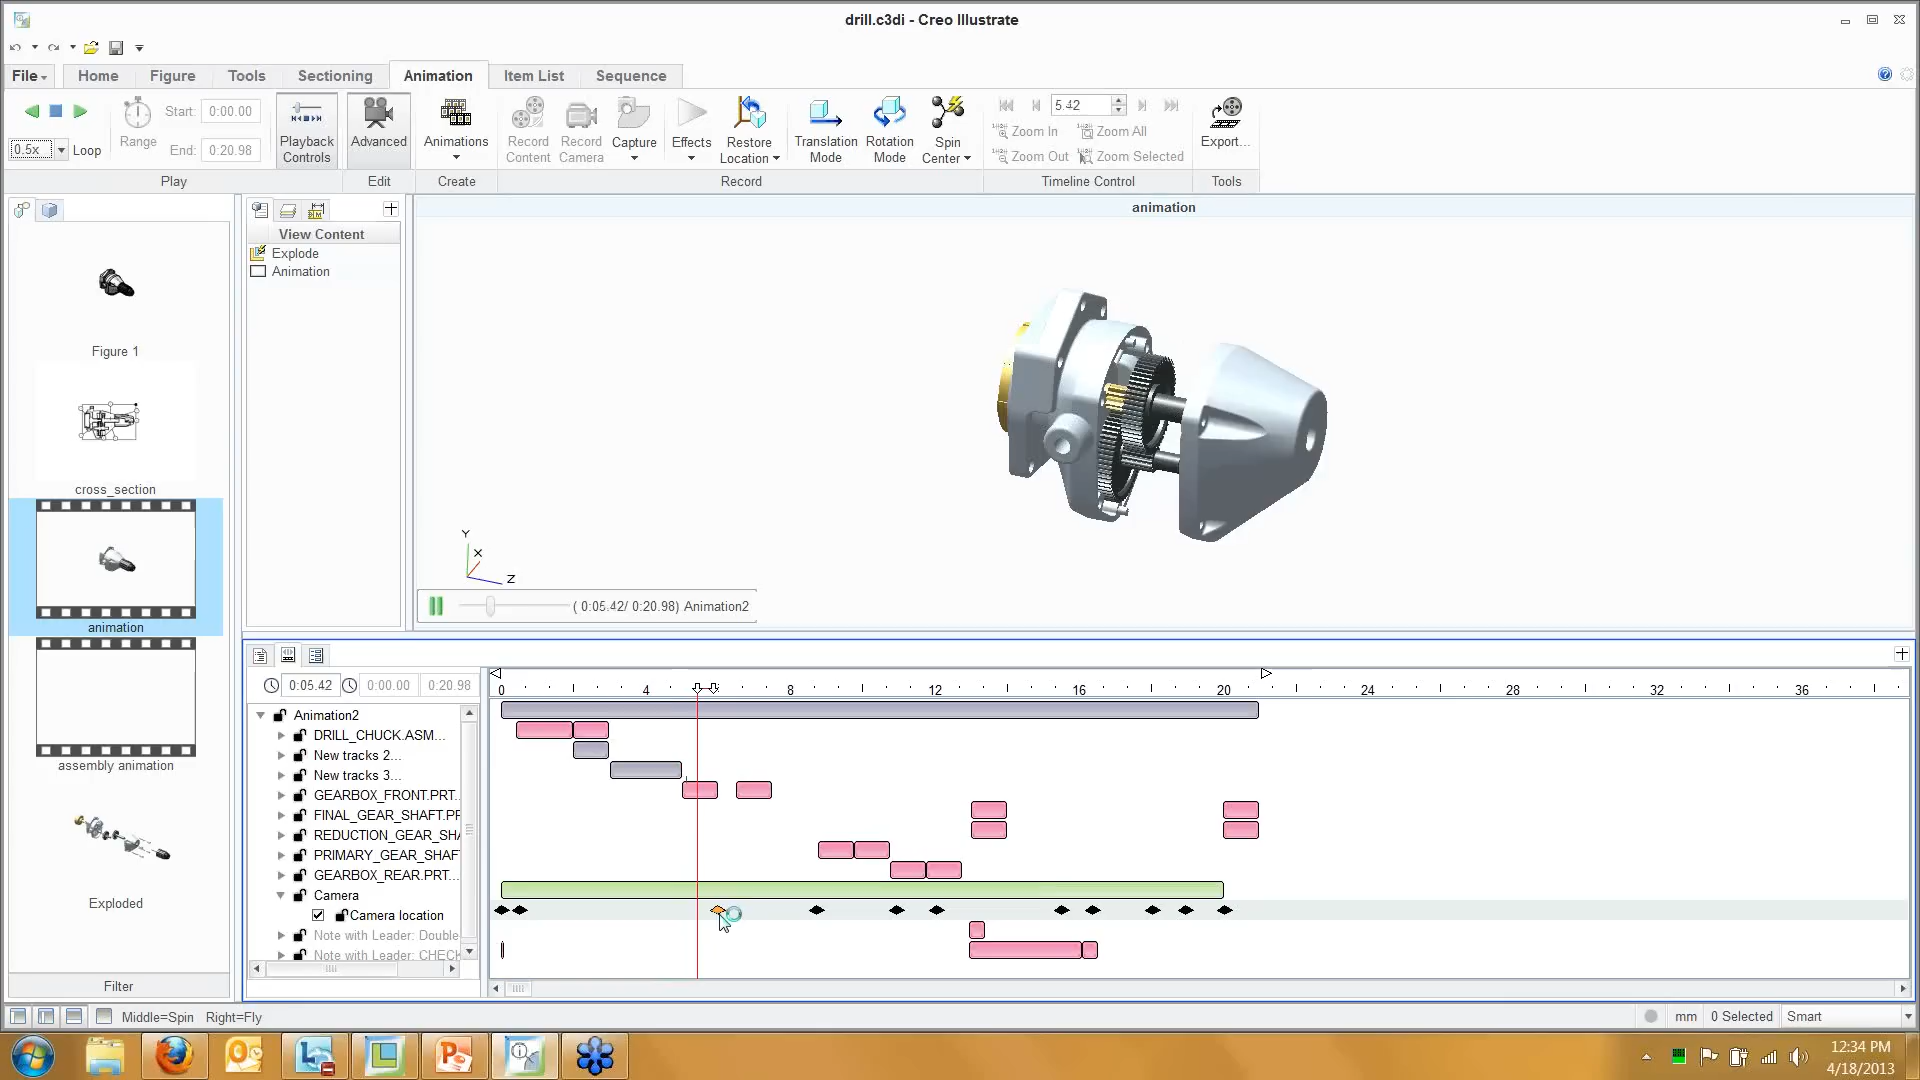 drill.c3di - Creo Illustrate
File
Home
Figure
Tools
Sectioning
Animation
Item List
Sequence
0.5x
Loop
Range
Start:
0:00.00
End:
0:20.98
Playback
Controls
Advanced
Animations
Record
Content
Record
Camera
Capture
Effects
Restore
Location
Translation
Mode
Rotation
Mode
Spin
Center
5.42
Zoom In
Zoom All
Zoom Out
Zoom Selected
Export...
Play
Edit
Create
Record
Timeline Control
Tools
Figure 1
cross_section
animation
assembly animation
Exploded
Filter
View Content
Explode
Animation
animation
Y
X
Z
( 0:05.42/ 0:20.98) Animation2
0:05.42
0:00.00
0:20.98
0 4 8 12 16 20 24 28 32 36
Animation2
DRILL_CHUCK.ASM...
New tracks 2...
New tracks 3...
GEARBOX_FRONT.PRT...
FINAL_GEAR_SHAFT.PR
REDUCTION_GEAR_SHA
PRIMARY_GEAR_SHAF
GEARBOX_REAR.PRT...
Camera
Camera location
Note with Leader: Double
Note with Leader: CHECK
Middle=Spin Right=Fly
mm
0 Selected
Smart
12:34 PM
4/18/2013